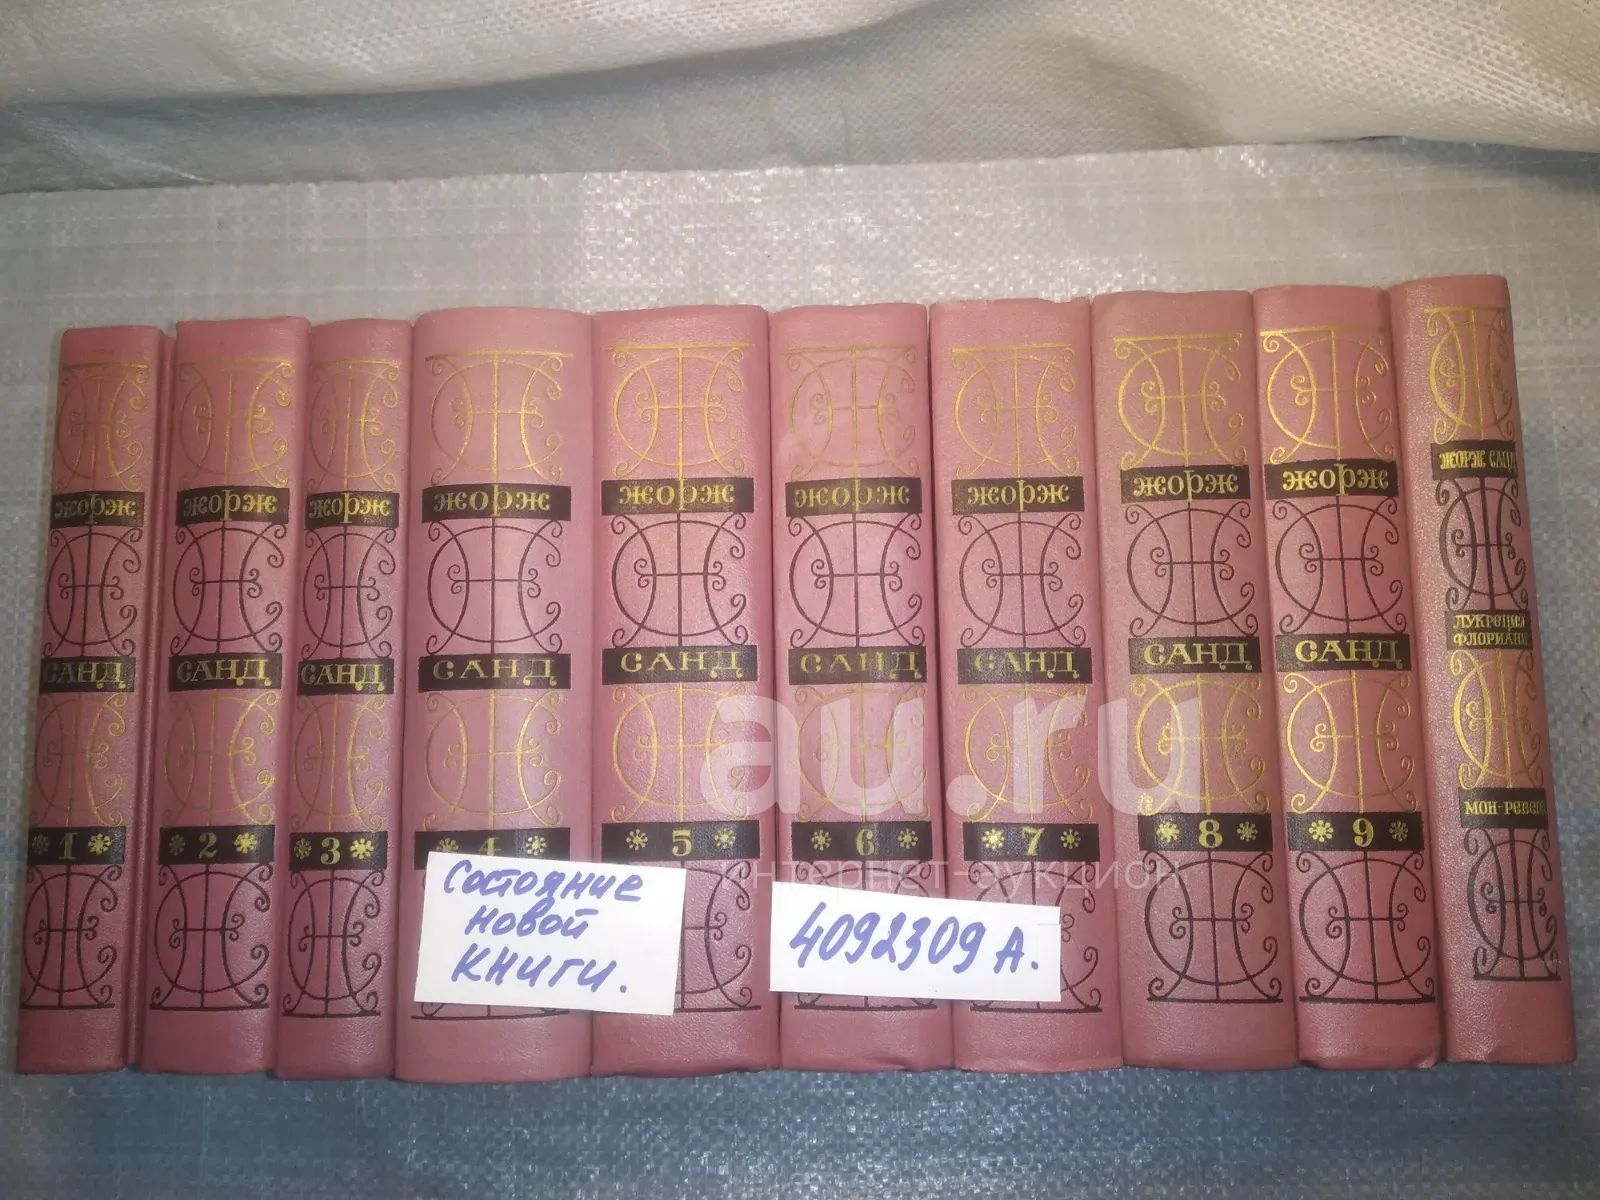 жорж
санд
* 1 *
жорж
санд
* 2 *
жорж
санд
* 3 *
жорж
санд
* 4 *
жорж
санд
* 5 *
жорж
санд
* 6 *
жорж
санд
* 7 *
жорж
санд
* 8 *
жорж
санд
* 9 *
жорж санд
лукреция
флориани
мон-ревеш
Состояние
новой
книги.
4092309 А.
au.ru
интернет-аукцион